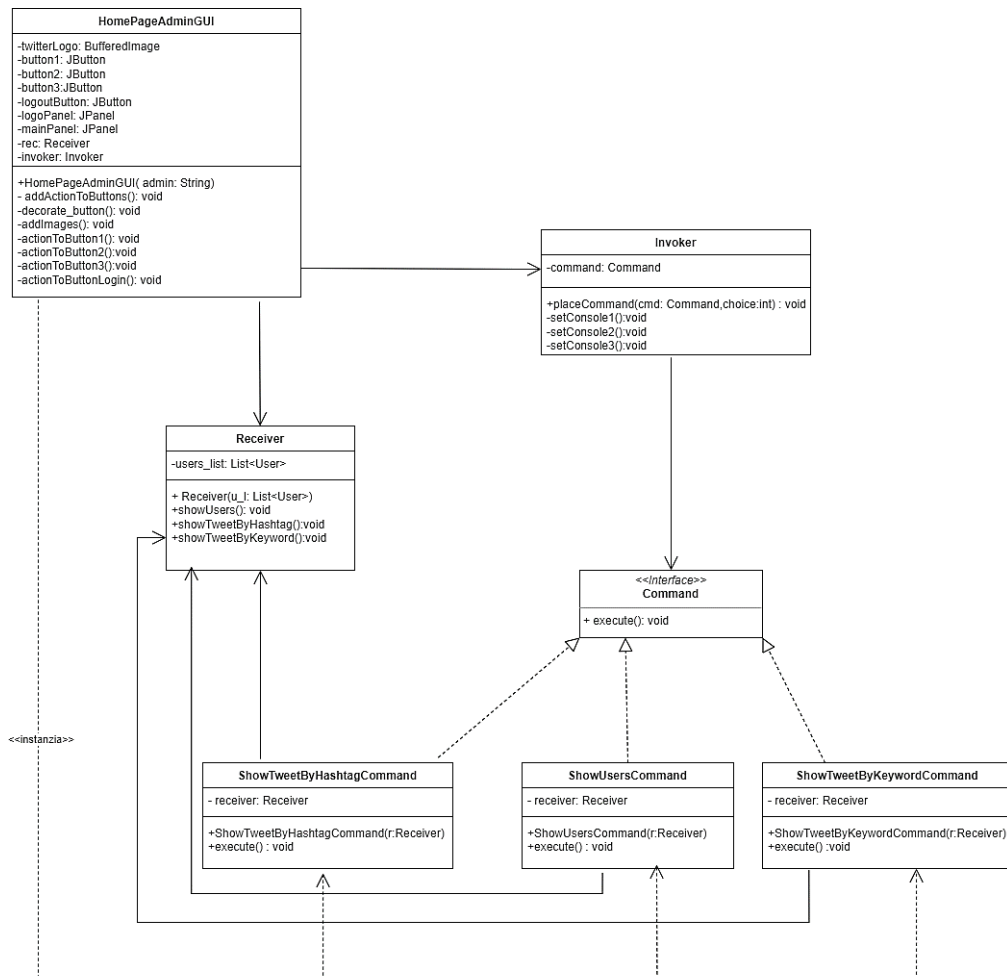 HomePageAdminGUI
-twitterLogo: BufferedImage
-button1: JButton
-button2: JButton
-button3:JButton
-logoutButton: JButton
-logoPanel: JPanel
-mainPanel: JPanel
-rec: Receiver
-invoker: Invoker
+HomePageAdminGUI( admin: String)
- addActionToButtons(): void
-decorate_button(): void
-addImages(): void
-actionToButton1(): void
-actionToButton2():void
-actionToButton3():void
-actionToButtonLogin(): void
Invoker
-command: Command
+placeCommand(cmd: Command,choice:int) : void
-setConsole1():void
-setConsole2():void
-setConsole3():void
Receiver
-users_list: List<User>
+ Receiver(u_l: List<User>)
+showUsers(): void
+showTweetByHashtag():void
+showTweetByKeyword():void
<<Interface>>
Command
+ execute(): void
<<instanzia>>
ShowTweetByHashtagCommand
- receiver: Receiver
+ShowTweetByHashtagCommand(r:Receiver)
+execute() : void
ShowUsersCommand
- receiver: Receiver
+ShowUsersCommand(r:Receiver)
+execute() : void
ShowTweetByKeywordCommand
- receiver: Receiver
+ShowTweetByKeywordCommand(r:Receiver)
+execute() :void